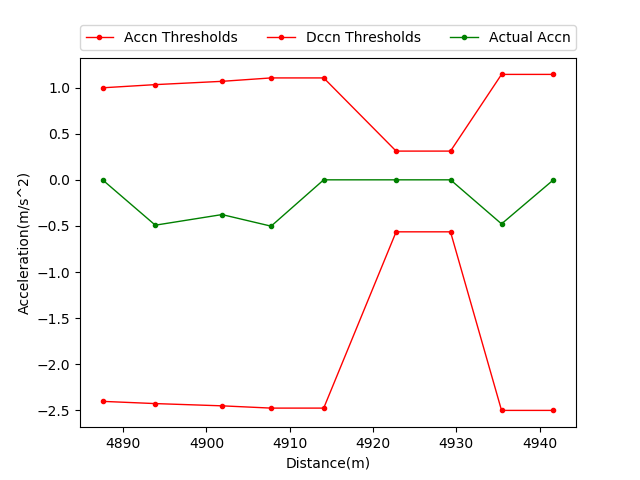 Accn Thresholds Dccn Thresholds Actual Accn
1.0
0.5
0.0
−0.5
−1.0
−1.5
−2.0
−2.5
Acceleration(m/s^2)
4890 4900 4910 4920 4930 4940
Distance(m)